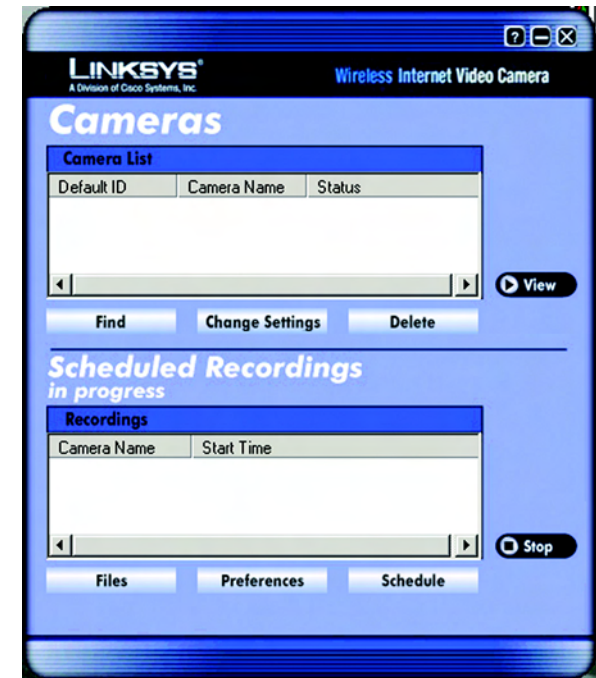 ?
LINKSYS®
A Division of Cisco Systems, Inc.
Wireless Internet Video Camera
Cameras
Camera List
Default ID Camera Name Status
View
Find Change Settings Delete
Scheduled Recordings
in progress
Recordings
Camera Name Start Time
Stop
Files Preferences Schedule